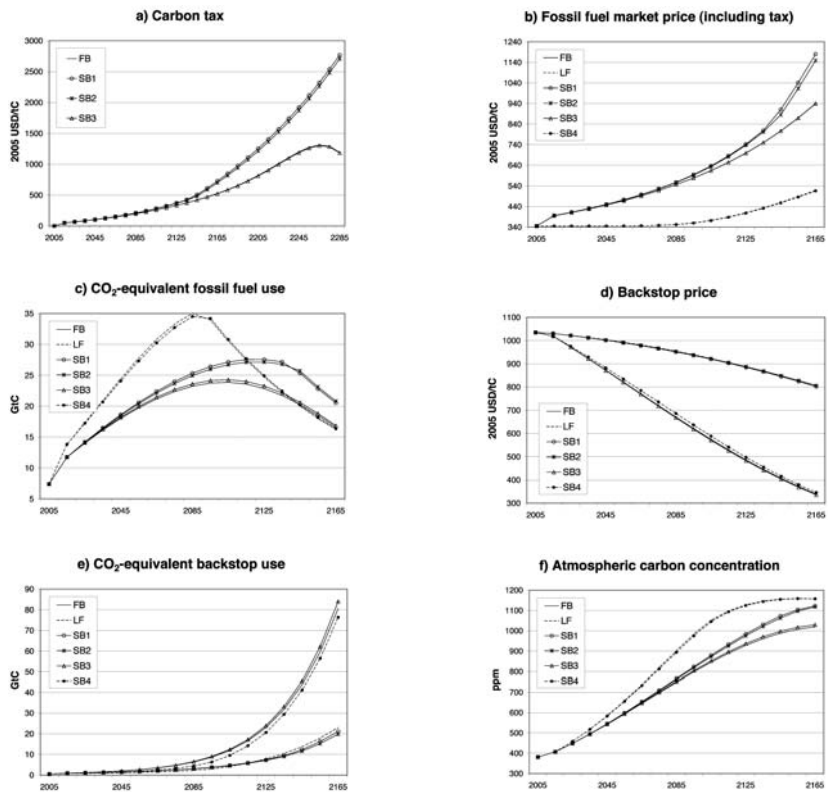 a) Carbon tax
2005 USD/tC
3000
2500
2000
1500
1000
500
0
FB
SB1
SB2
SB3
2005 2045 2085 2125 2165 2205 2245 2285
b) Fossil fuel market price (including tax)
2005 USD/tC
1240
1140
1040
940
840
740
640
540
440
340
FB
LF
SB1
SB2
SB3
SB4
2005 2045 2085 2125 2165
c) CO₂-equivalent fossil fuel use
GtC
35
30
25
20
15
10
5
FB
LF
SB1
SB2
SB3
SB4
2005 2045 2085 2125 2165
d) Backstop price
2005 USD/tC
1100
1000
900
800
700
600
500
400
300
FB
LF
SB1
SB2
SB3
SB4
2005 2045 2085 2125 2165
e) CO₂-equivalent backstop use
GtC
90
80
70
60
50
40
30
20
10
0
FB
LF
SB1
SB2
SB3
SB4
2005 2045 2085 2125 2165
f) Atmospheric carbon concentration
ppm
1200
1100
1000
900
800
700
600
500
400
300
FB
LF
SB1
SB2
SB3
SB4
2005 2045 2085 2125 2165